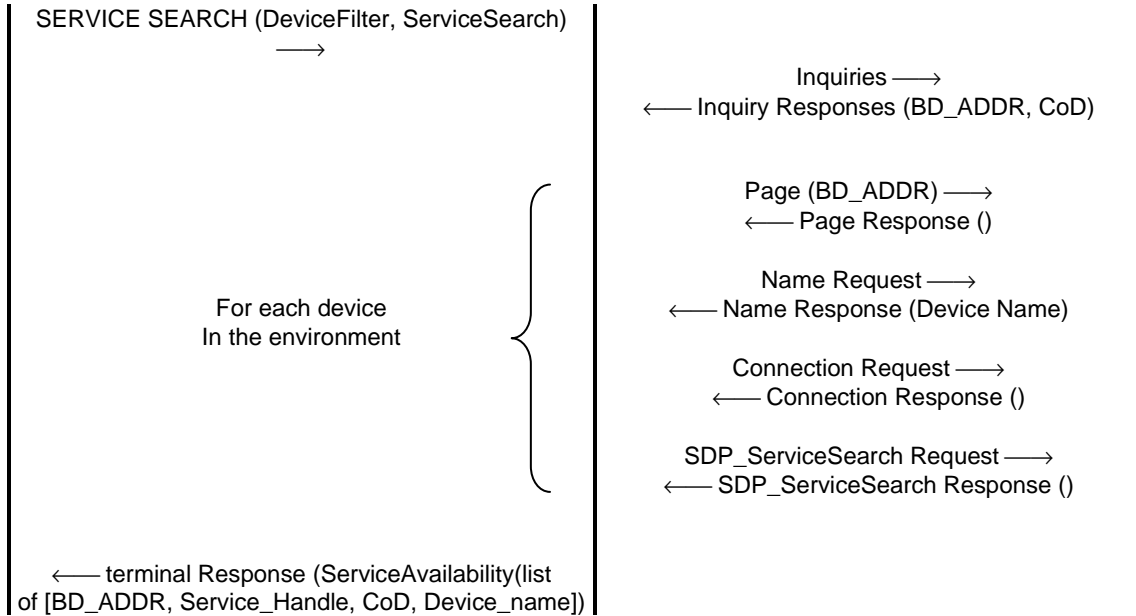 SERVICE SEARCH (DeviceFilter, ServiceSearch)
⟶
Inquiries ⟶
⟵ Inquiry Responses (BD_ADDR, CoD)
Page (BD_ADDR) ⟶
⟵ Page Response ()
Name Request ⟶
⟵ Name Response (Device Name)
For each device
In the environment
Connection Request ⟶
⟵ Connection Response ()
SDP_ServiceSearch Request ⟶
⟵ SDP_ServiceSearch Response ()
⟵ terminal Response (ServiceAvailability(list
of [BD_ADDR, Service_Handle, CoD, Device_name])